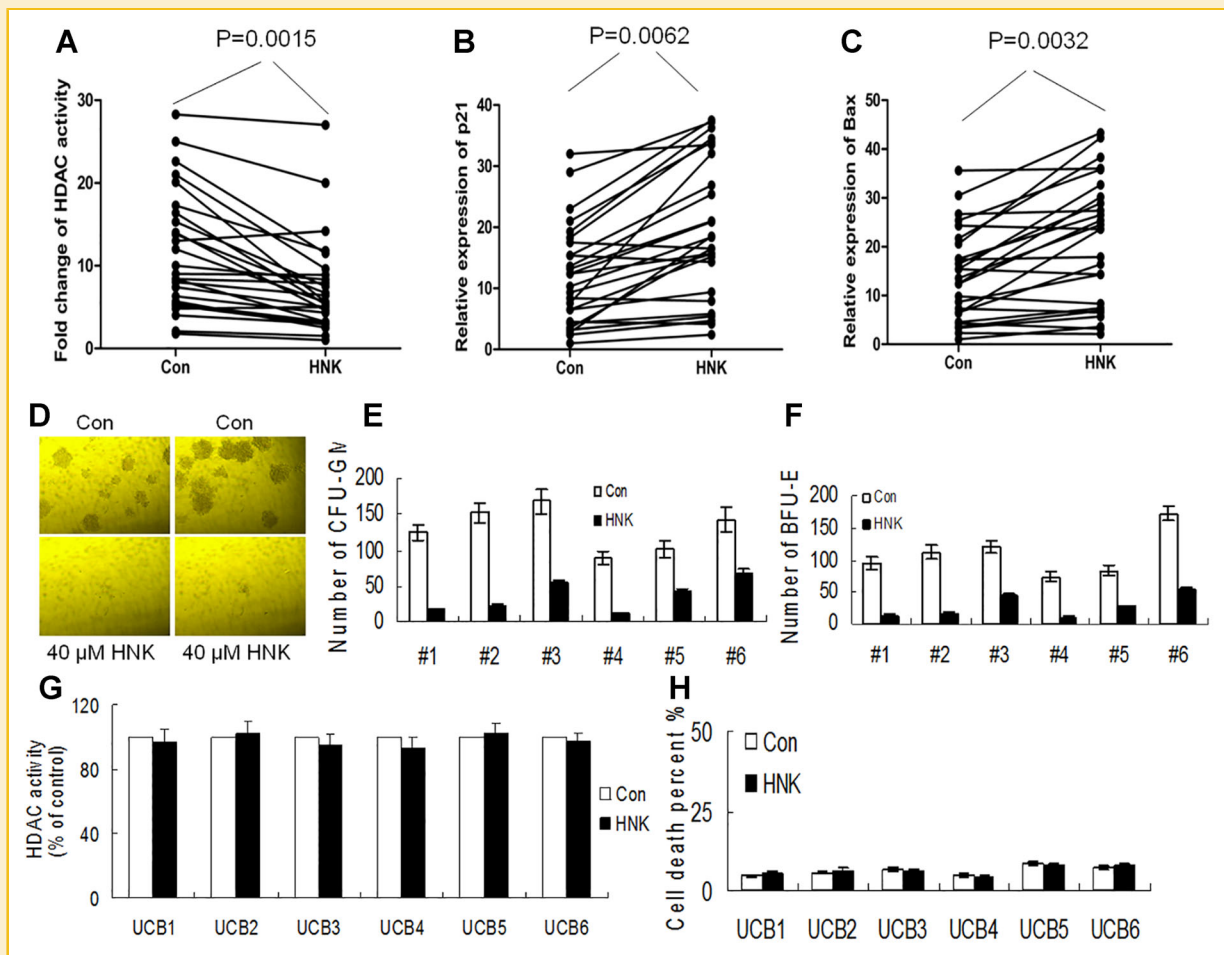 A
P=0.0015
Fold change of HDAC activity
30
20
10
0
Con
HNK
B
P=0.0062
Relative expression of p21
40
30
20
10
0
Con
HNK
C
P=0.0032
Relative expression of Bax
50
40
30
20
10
0
Con
HNK
D
Con
Con
40 µM HNK
40 µM HNK
E
Number of CFU-GM
200
150
100
50
0
Con
HNK
#1
#2
#3
#4
#5
#6
F
Number of BFU-E
200
150
100
50
0
Con
HNK
#1
#2
#3
#4
#5
#6
G
HDAC activity
(% of control)
120
80
40
0
Con
HNK
UCB1
UCB2
UCB3
UCB4
UCB5
UCB6
H
Cell death percent %
50
25
0
Con
HNK
UCB1
UCB2
UCB3
UCB4
UCB5
UCB6